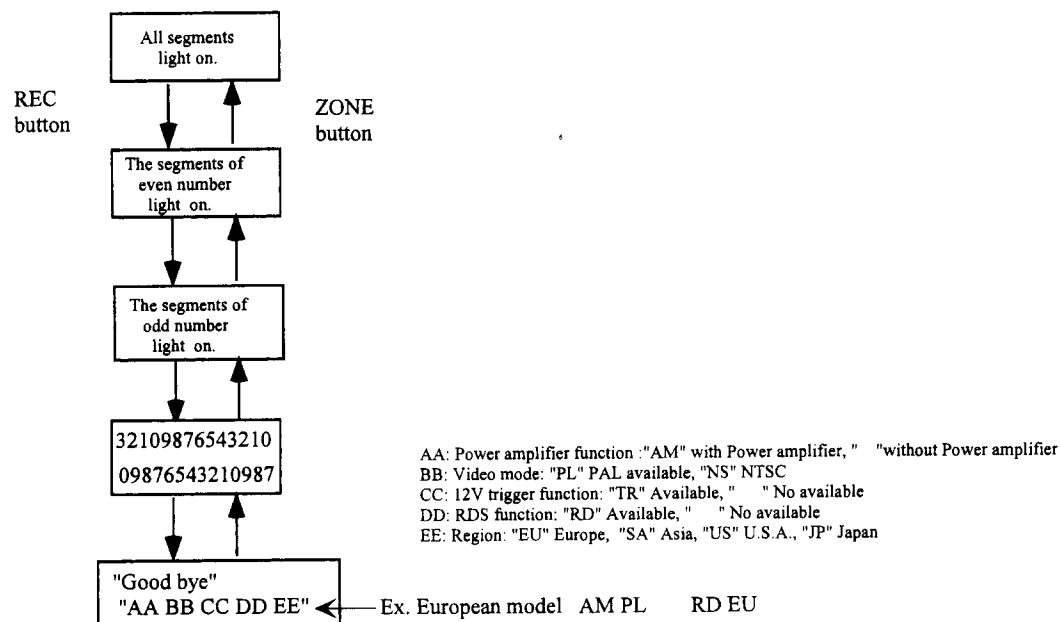 All segments
light on.
REC
button
ZONE
button
The segments of
even number
light on.
The segments of
odd number
light on.
32109876543210
09876543210987
AA: Power amplifier function :"AM" with Power amplifier, " "without Power amplifier
BB: Video mode: "PL" PAL available, "NS" NTSC
CC: 12V trigger function: "TR" Available, " " No available
DD: RDS function: "RD" Available, " " No available
EE: Region: "EU" Europe, "SA" Asia, "US" U.S.A., "JP" Japan
"Good bye"
"AA BB CC DD EE"
Ex. European model AM PL RD EU